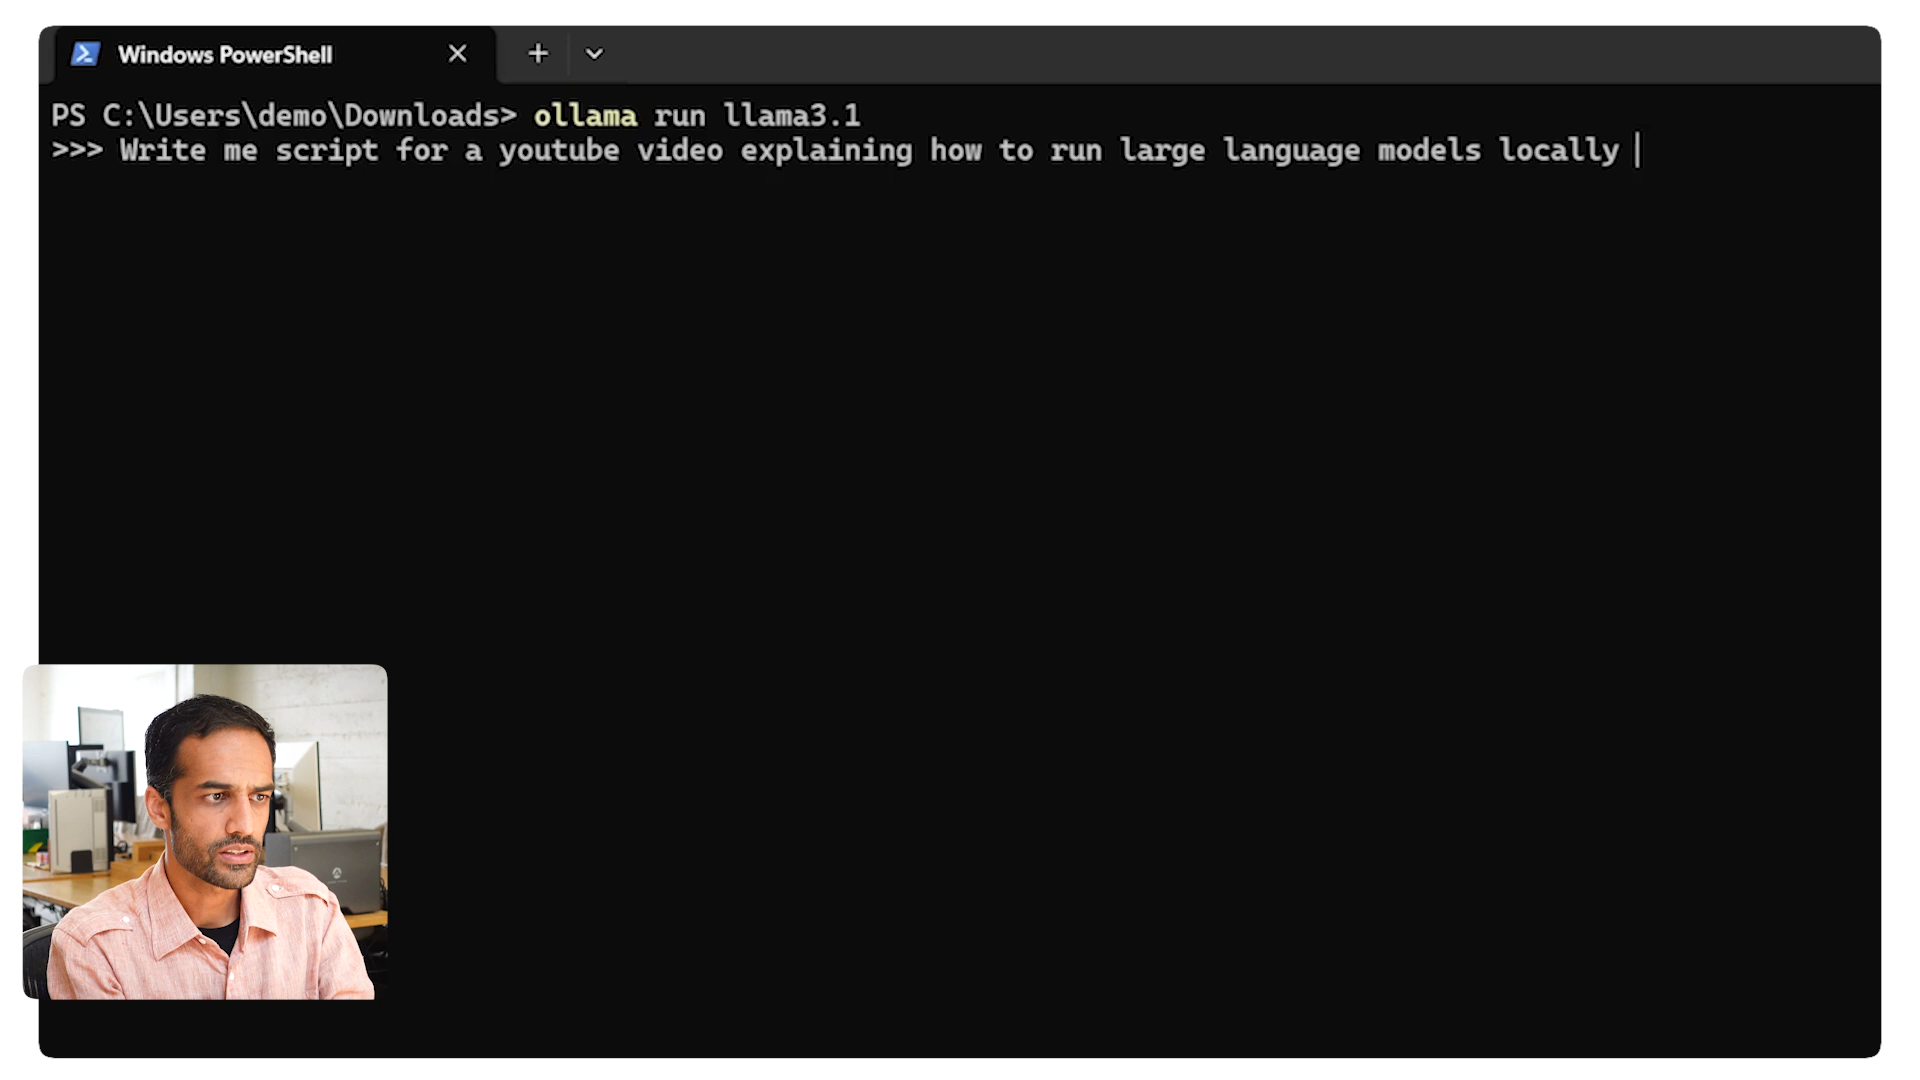 Windows PowerShell
PS C:\Users\demo\Downloads> ollama run llama3.1
>>> Write me script for a youtube video explaining how to run large language models locally